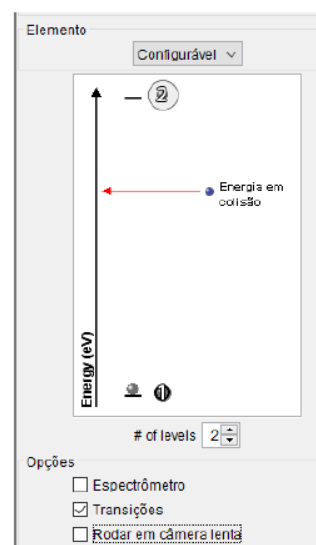 Elemento
Configurável
2
Energia em
colisão
Energy (eV)
1
# of levels 2
Opções
Espectrômetro
Transições
Rodar em câmera lenta